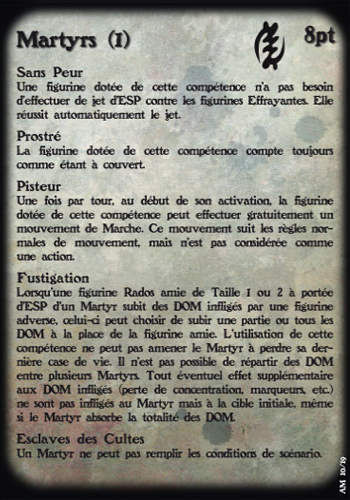 Martyrs (1)
8pt
Sans Peur
Une figurine dotée de cette compétence n'a pas besoin
d'effectuer de jet d'ESP contre les figurines Effrayantes. Elle
réussit automatiquement le jet.
Prostré
La figurine dotée de cette compétence compte toujours
comme étant à couvert.
Pisteur
Une fois par tour, au début de son activation, la figurine
dotée de cette compétence peut effectuer gratuitement un
mouvement de Marche. Ce mouvement suit les règles nor-
males de mouvement, mais n'est pas considérée comme
une action.
Fustigation
Lorsqu'une figurine Rados amie de Taille 1 ou 2 à portée
d'ESP d'un Martyr subit des DOM infligés par une figurine
adverse, celui-ci peut choisir de subir une partie ou tous les
DOM à la place de la figurine amie. L'utilisation de cette
compétence ne peut pas amener le Martyr à perdre sa der-
nière case de vie. Il n'est pas possible de répartir des DOM
entre plusieurs Martyrs. Tout éventuel effet supplémentaire
aux DOM infligés (perte de concentration, marqueurs, etc.)
ne sont pas infligés au Martyr mais à la cible initiale, même
si le Martyr absorbe la totalité des DOM.
Esclaves des Cultes
Un Martyr ne peut pas remplir les conditions de scénario.
AM 10/19